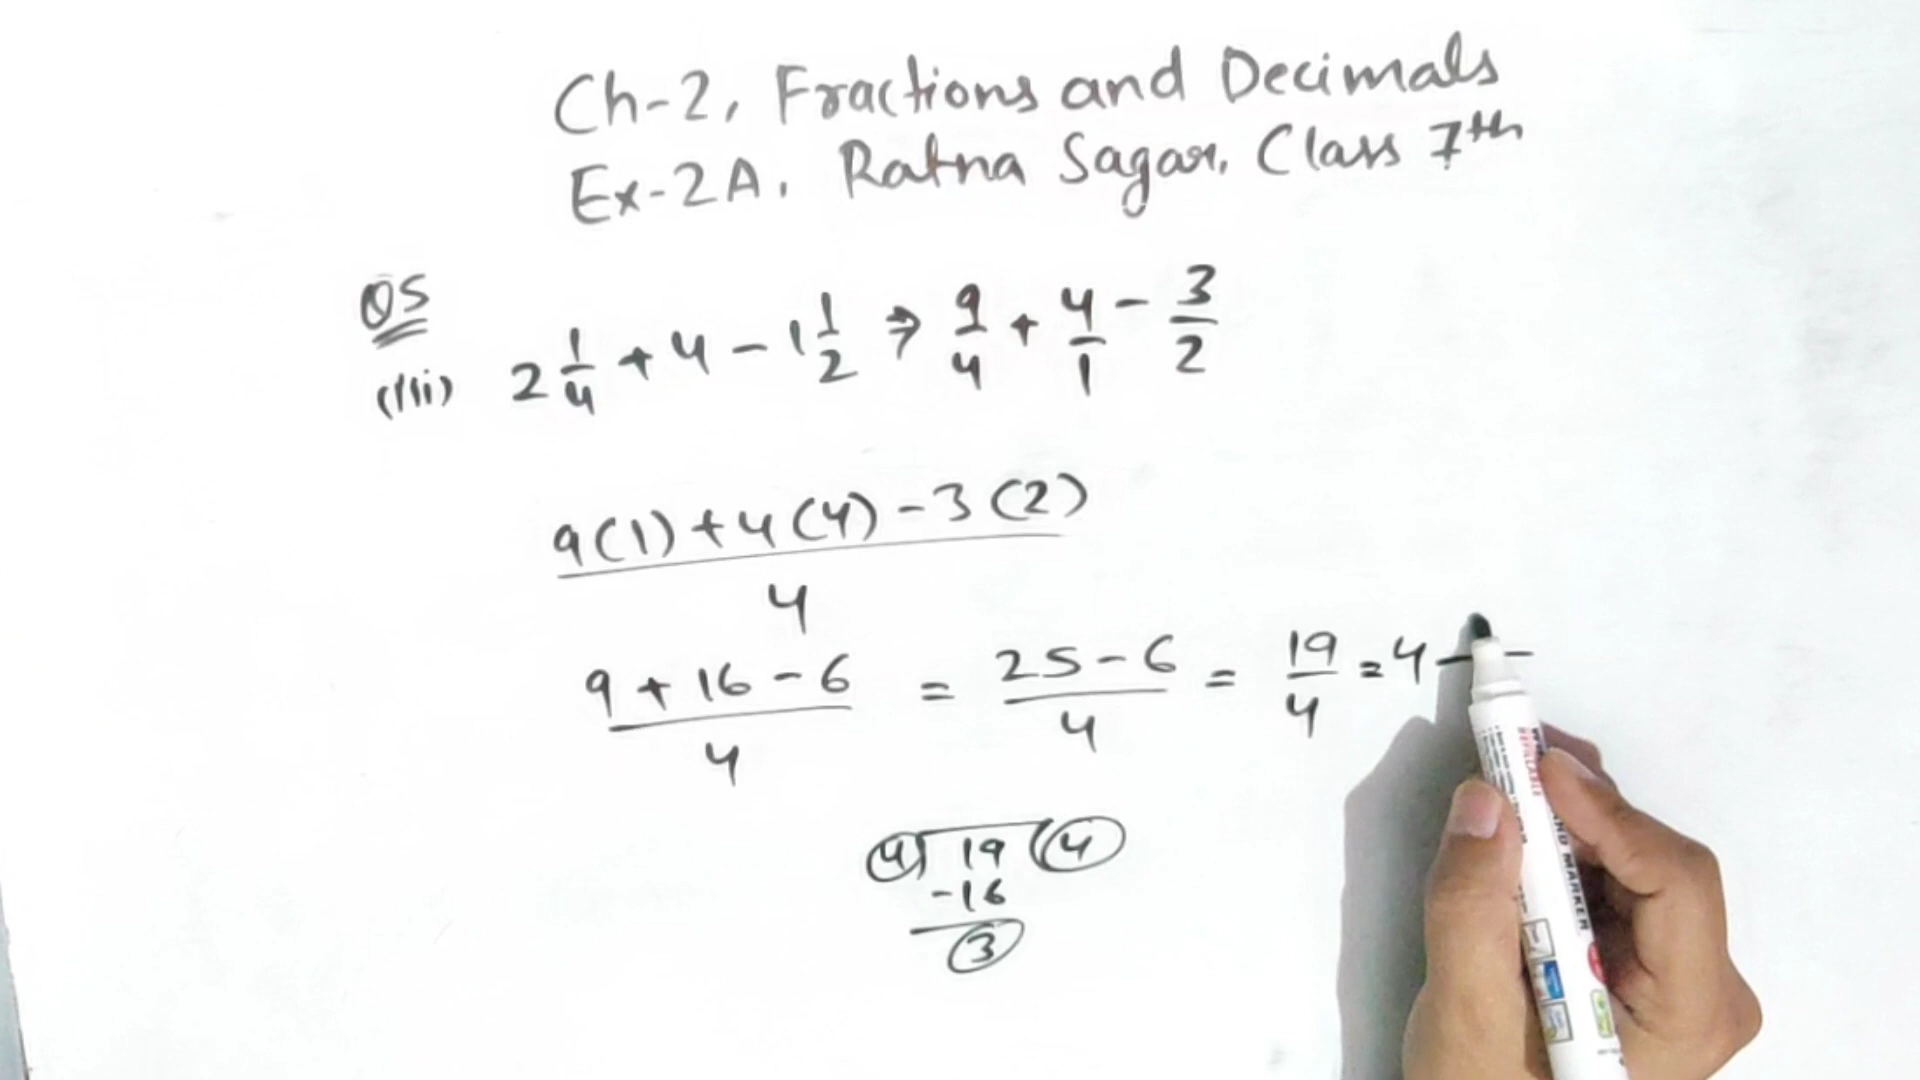 Ch-2, Fractions and Decimals
Ex-2A. Ratna Sagar, Class 7th
Q5
(iii) 2 1/4 + 4 - 1 1/2 ⇒ 9/4 + 4/1 - 3/2
9(1) + 4(4) - 3(2)
4
9 + 16 - 6 / 4 = 25 - 6 / 4 = 19/4 = 4
4) 19 (4
-16
3
REFILLABLE
MARKER